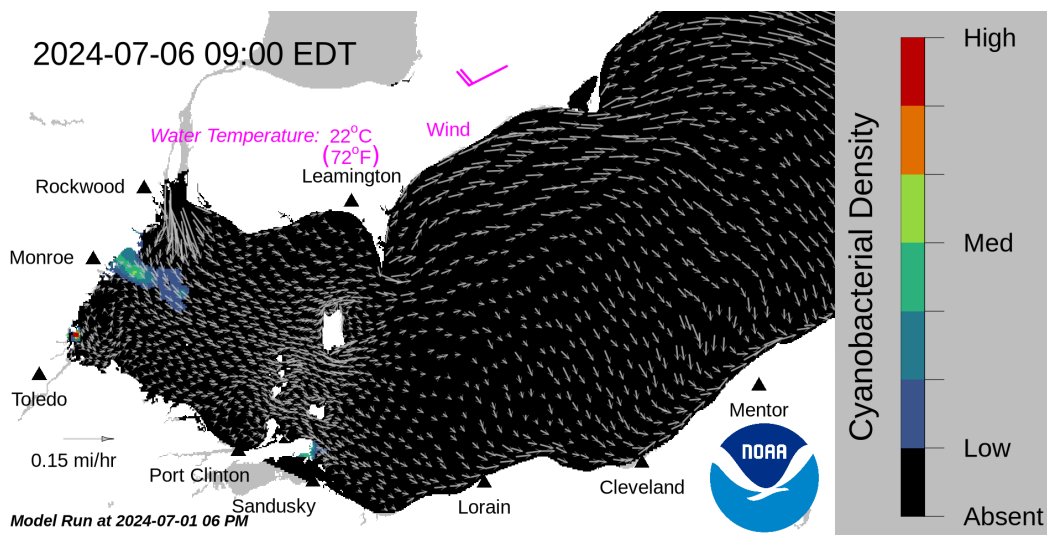 2024-07-06 09:00 EDT
High
Wind
Water Temperature: 22°C
(72°F)
Leamington
Rockwood
Cyanobacterial Density
Med
Monroe
Toledo
Mentor
0.15 mi/hr
NOAA
Low
Port Clinton
Cleveland
Sandusky
Lorain
Absent
Model Run at 2024-07-01 06 PM